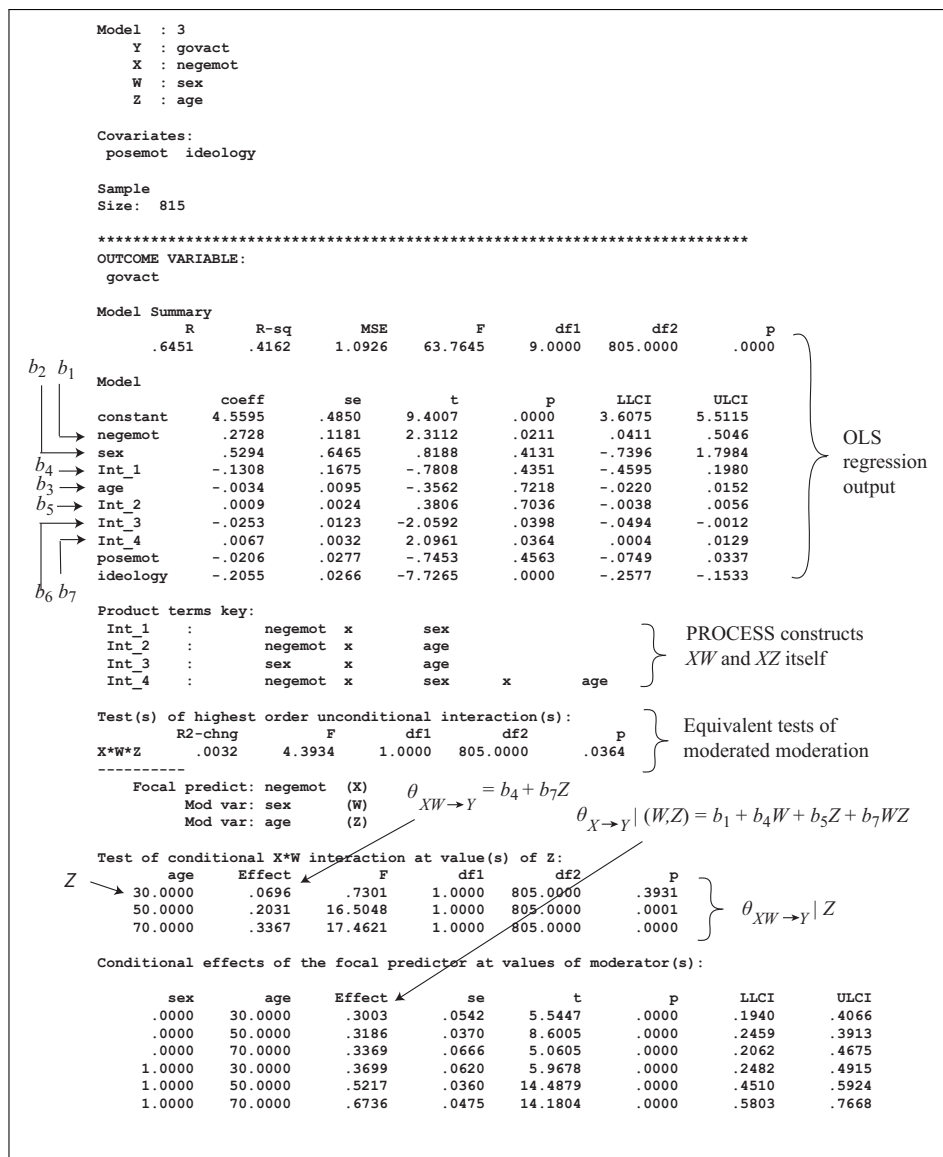 Model : 3
Y : govact
X : negemot
W : sex
Z : age
Covariates:
posemot ideology
Sample
Size: 815
**************************************************************************
OUTCOME VARIABLE:
govact
Model Summary
R R-sq MSE F df1 df2 p
.6451 .4162 1.0926 63.7645 9.0000 805.0000 .0000
b2 b1
Model
coeff se t p LLCI ULCI
constant 4.5595 .4850 9.4007 .0000 3.6075 5.5115
negemot .2728 .1181 2.3112 .0211 .0411 .5046
sex .5294 .6465 .8188 .4131 -.7396 1.7984
b4 Int_1 -.1308 .1675 -.7808 .4351 -.4595 .1980
b3 age -.0034 .0095 -.3562 .7218 -.0220 .0152
b5 Int_2 .0009 .0024 .3806 .7036 -.0038 .0056
Int_3 -.0253 .0123 -2.0592 .0398 -.0494 -.0012
Int_4 .0067 .0032 2.0961 .0364 .0004 .0129
posemot -.0206 .0277 -.7453 .4563 -.0749 .0337
ideology -.2055 .0266 -7.7265 .0000 -.2577 -.1533
b6 b7
OLS
regression
output
Product terms key:
Int_1 : negemot x sex
Int_2 : negemot x age
Int_3 : sex x age
Int_4 : negemot x sex x age
PROCESS constructs
XW and XZ itself
Test(s) of highest order unconditional interaction(s):
R2-chng F df1 df2 p
X*W*Z .0032 4.3934 1.0000 805.0000 .0364
----------
Equivalent tests of
moderated moderation
Focal predict: negemot (X)
Mod var: sex (W)
Mod var: age (Z)
θXW→Y = b4 + b7Z
θX→Y | (W,Z) = b1 + b4W + b5Z + b7WZ
Test of conditional X*W interaction at value(s) of Z:
age Effect F df1 df2 p
Z 30.0000 .0696 .7301 1.0000 805.0000 .3931
50.0000 .2031 16.5048 1.0000 805.0000 .0001
70.0000 .3367 17.4621 1.0000 805.0000 .0000
θXW→Y | Z
Conditional effects of the focal predictor at values of moderator(s):
sex age Effect se t p LLCI ULCI
.0000 30.0000 .3003 .0542 5.5447 .0000 .1940 .4066
.0000 50.0000 .3186 .0370 8.6005 .0000 .2459 .3913
.0000 70.0000 .3369 .0666 5.0605 .0000 .2062 .4675
1.0000 30.0000 .3699 .0620 5.9678 .0000 .2482 .4915
1.0000 50.0000 .5217 .0360 14.4879 .0000 .4510 .5924
1.0000 70.0000 .6736 .0475 14.1804 .0000 .5803 .7668